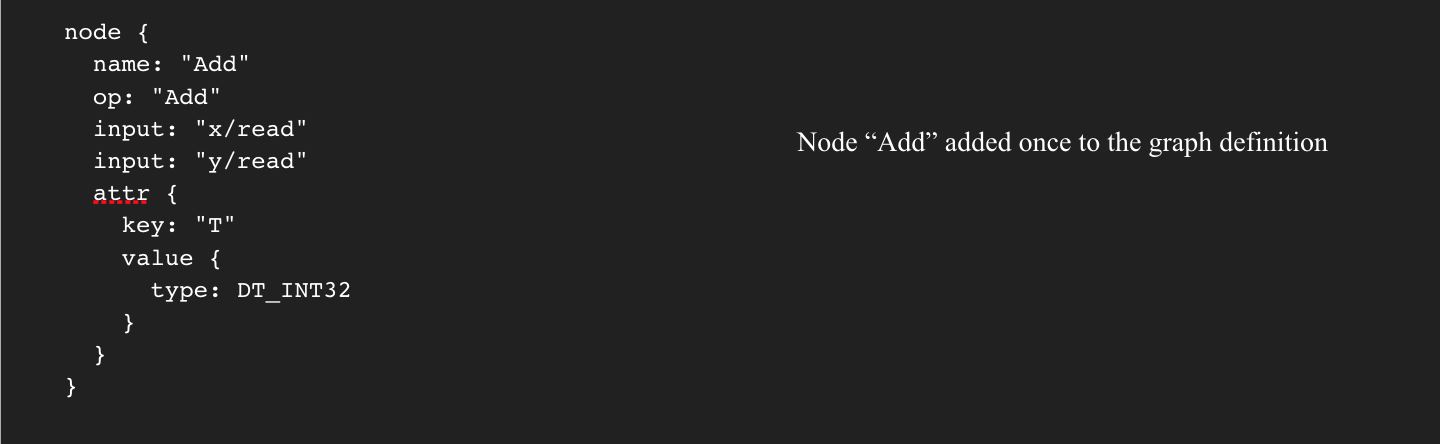 node {
  name: "Add"
  op: "Add"
  input: "x/read"
  input: "y/read"
  attr {
    key: "T"
    value {
      type: DT_INT32
    }
  }
}
Node “Add” added once to the graph definition